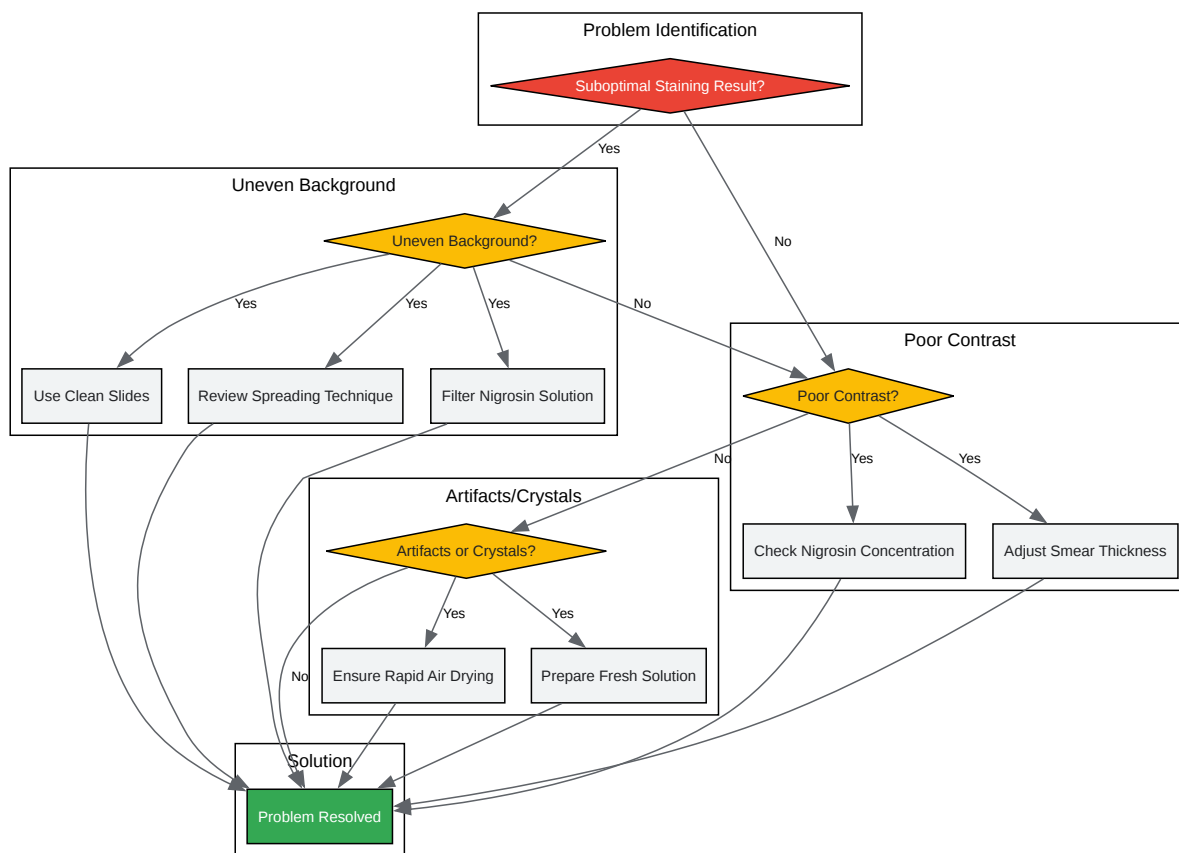 Problem Identification
Suboptimal Staining Result?
Yes
No
Uneven Background
Uneven Background?
Yes
Yes
Yes
No
Use Clean Slides
Review Spreading Technique
Filter Nigrosin Solution
Poor Contrast
Poor Contrast?
No
Yes
Yes
Check Nigrosin Concentration
Adjust Smear Thickness
Artifacts/Crystals
Artifacts or Crystals?
Yes
Yes
No
Ensure Rapid Air Drying
Prepare Fresh Solution
Solution
Problem Resolved